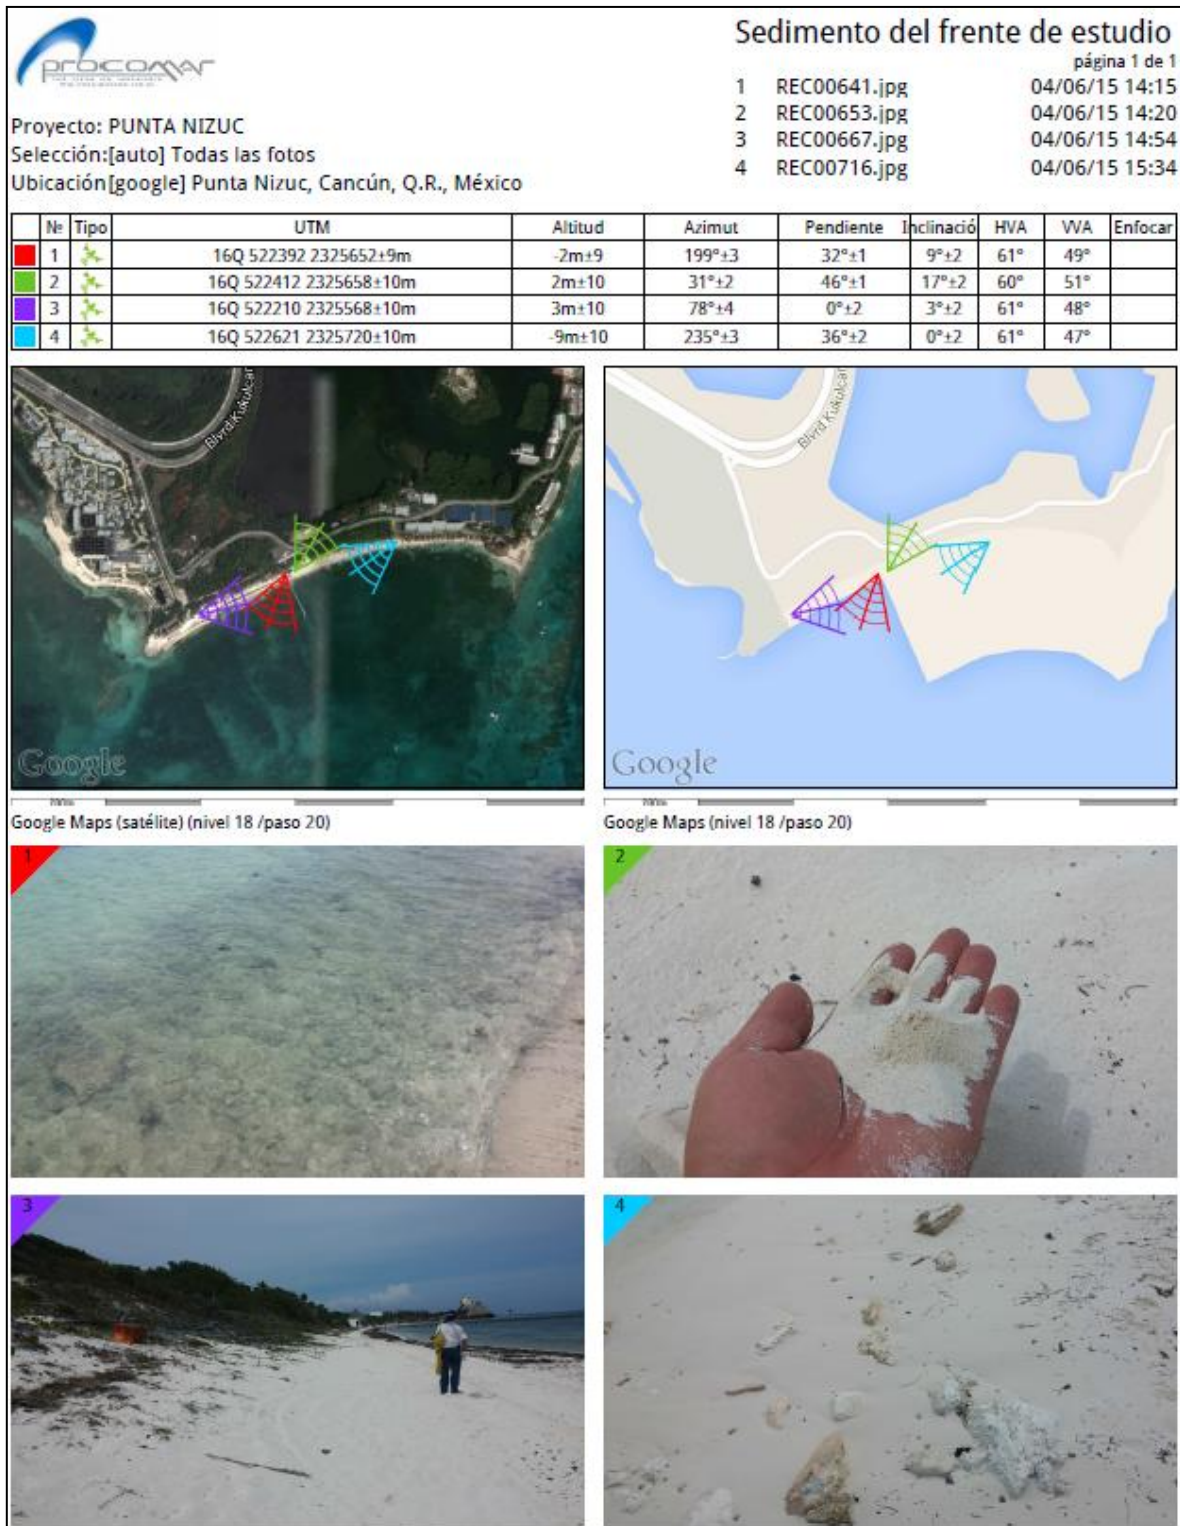 procomar
Sedimento del frente de estudio
página 1 de 1
1 REC00641.jpg 04/06/15 14:15
2 REC00653.jpg 04/06/15 14:20
3 REC00667.jpg 04/06/15 14:54
4 REC00716.jpg 04/06/15 15:34
Proyecto: PUNTA NIZUC
Selección:[auto] Todas las fotos
Ubicación[google] Punta Nizuc, Cancún, Q.R., México
№ Tipo UTM Altitud Azimut Pendiente Inclinació HVA VVA Enfocar
1 16Q 522392 2325652±9m -2m±9 199°±3 32°±1 9°±2 61° 49°
2 16Q 522412 2325658±10m 2m±10 31°±2 46°±1 17°±2 60° 51°
3 16Q 522210 2325568±10m 3m±10 78°±4 0°±2 3°±2 61° 48°
4 16Q 522621 2325720±10m -9m±10 235°±3 36°±2 0°±2 61° 47°
Blvrd Kukulcan
Google
Blvrd Kukulcan
Google
Google Maps (satélite) (nivel 18 /paso 20)
Google Maps (nivel 18 /paso 20)
1
2
3
4